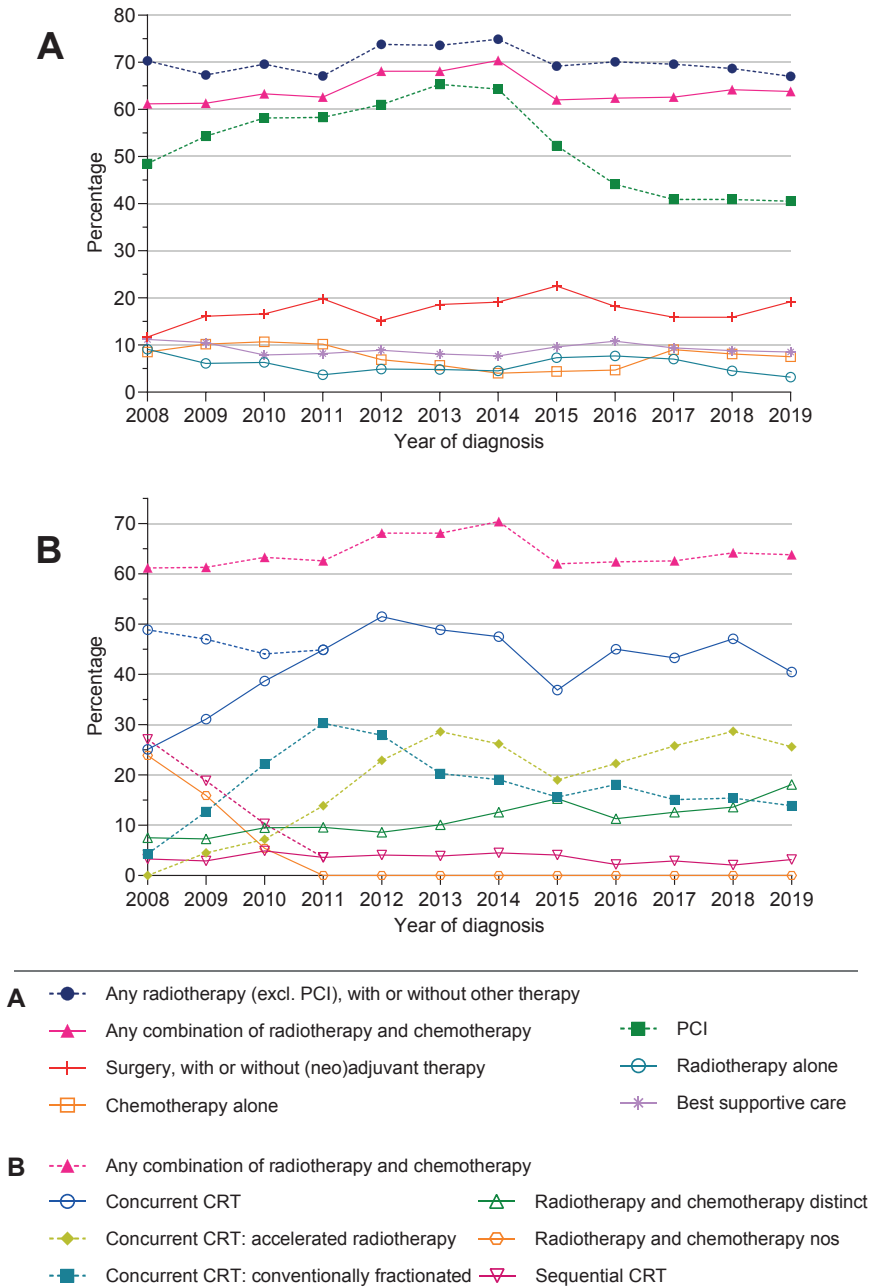 A
80
70
60
50
40
30
20
10
0
Percentage
2008 2009 2010 2011 2012 2013 2014 2015 2016 2017 2018 2019
Year of diagnosis
B
70
60
50
40
30
20
10
0
Percentage
2008 2009 2010 2011 2012 2013 2014 2015 2016 2017 2018 2019
Year of diagnosis
A
Any radiotherapy (excl. PCI), with or without other therapy
Any combination of radiotherapy and chemotherapy
PCI
Surgery, with or without (neo)adjuvant therapy
Radiotherapy alone
Chemotherapy alone
Best supportive care
B
Any combination of radiotherapy and chemotherapy
Concurrent CRT
Radiotherapy and chemotherapy distinct
Concurrent CRT: accelerated radiotherapy
Radiotherapy and chemotherapy nos
Concurrent CRT: conventionally fractionated
Sequential CRT